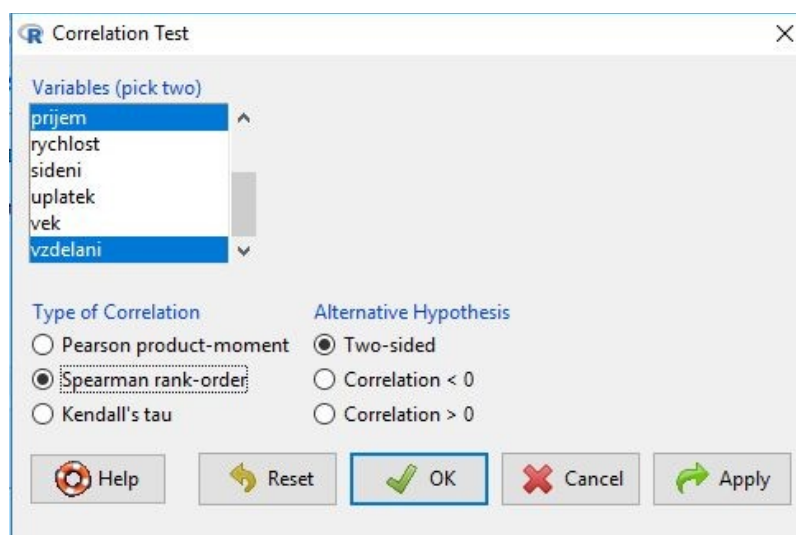 Correlation Test
Variables (pick two)
prijem
rychlost
sideni
uplatek
vek
vzdelani
Type of Correlation
Pearson product-moment
Spearman rank-order
Kendall's tau
Alternative Hypothesis
Two-sided
Correlation < 0
Correlation > 0
Help
Reset
OK
Cancel
Apply